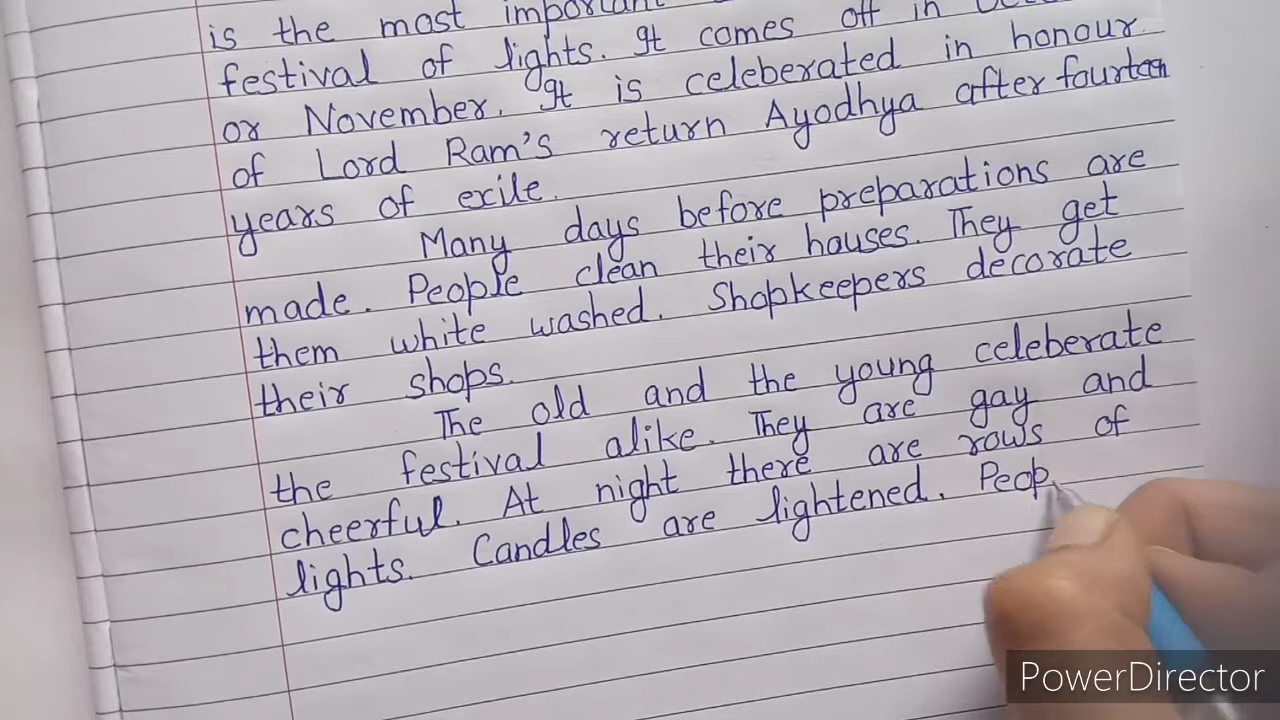 is the most important
festival of lights. It comes off in
or November. It is celeberated in honour
of Lord Ram's return Ayodhya after fourteen
years of exile.
Many days before preparations are
made. People clean their houses. They get
them white washed. Shopkeepers decorate
their shops.
The old and the young celeberate
the festival alike. They are gay and
cheerful. At night there are rows of
lights. Candles are lightened. Peop
PowerDirector